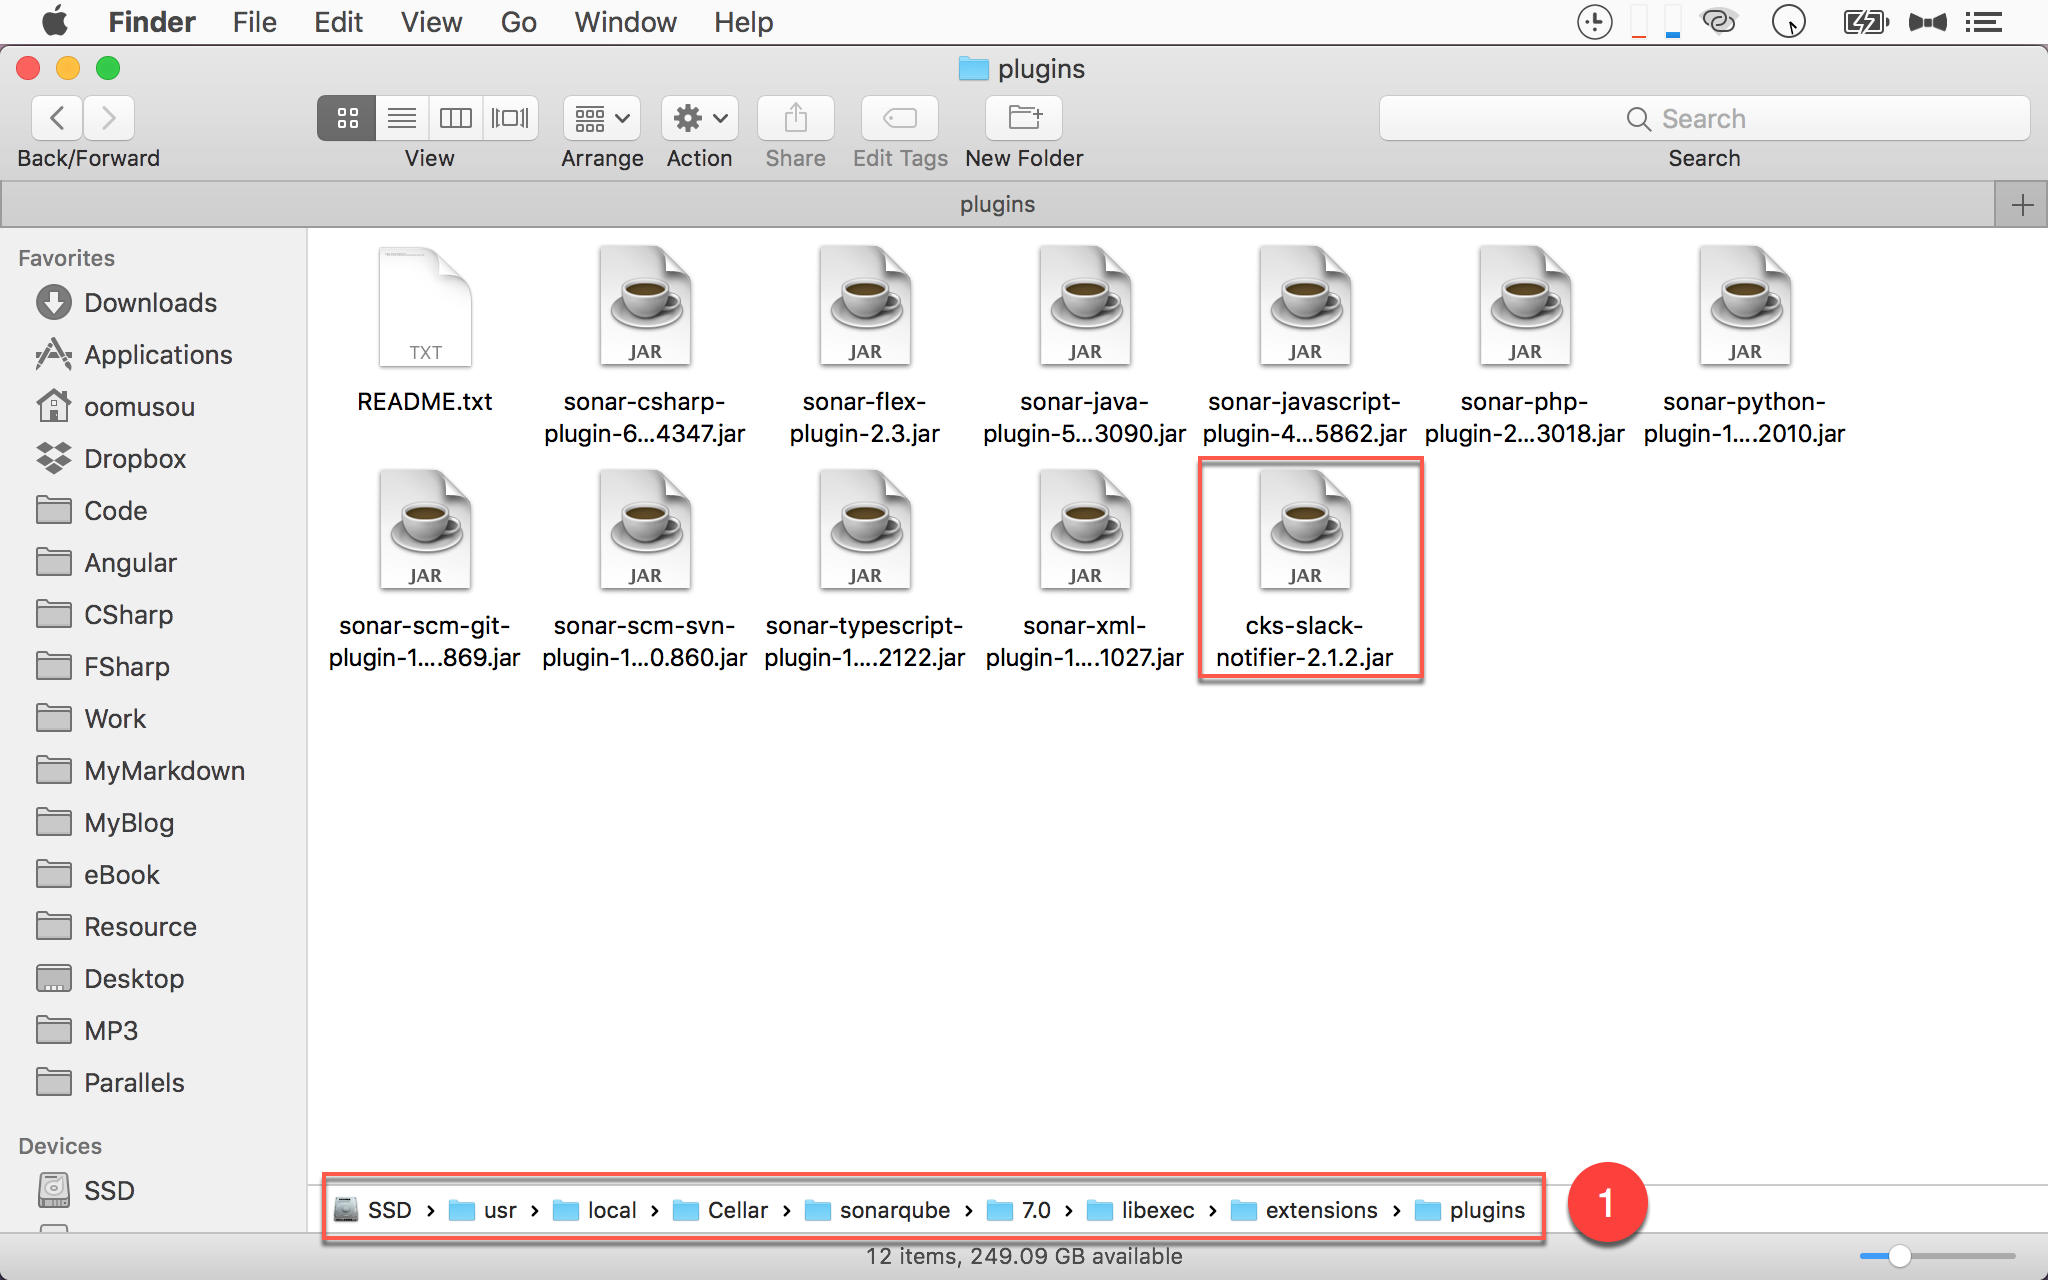 Finder File Edit View Go Window Help
plugins
Back/Forward View Arrange Action Share Edit Tags New Folder Search
Search
plugins
Favorites
Downloads
Applications
oomusou
Dropbox
Code
Angular
CSharp
FSharp
Work
MyMarkdown
MyBlog
eBook
Resource
Desktop
MP3
Parallels
Devices
SSD
TXT JAR JAR JAR JAR JAR JAR
README.txt sonar-csharp- sonar-flex- sonar-java- sonar-javascript- sonar-php- sonar-python-
plugin-6...4347.jar plugin-2.3.jar plugin-5...3090.jar plugin-4...5862.jar plugin-2...3018.jar plugin-1....2010.jar
JAR JAR JAR JAR JAR
sonar-scm-git- sonar-scm-svn- sonar-typescript- sonar-xml- cks-slack-
plugin-1....869.jar plugin-1...0.860.jar plugin-1....2122.jar plugin-1....1027.jar notifier-2.1.2.jar
SSD › usr › local › Cellar › sonarqube › 7.0 › libexec › extensions › plugins
1
12 items, 249.09 GB available